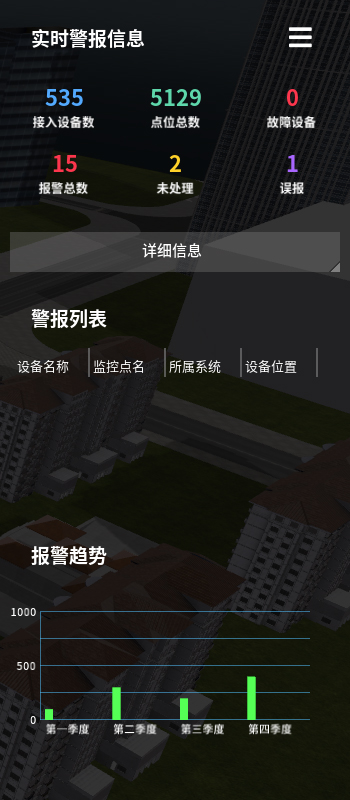 实时警报信息
535 5129 0
接入设备数 点位总数 故障设备
15 2 1
报警总数 未处理 误报
详细信息
警报列表
设备名称 监控点名 所属系统 设备位置
报警趋势
1000
500
0
第一季度 第二季度 第三季度 第四季度